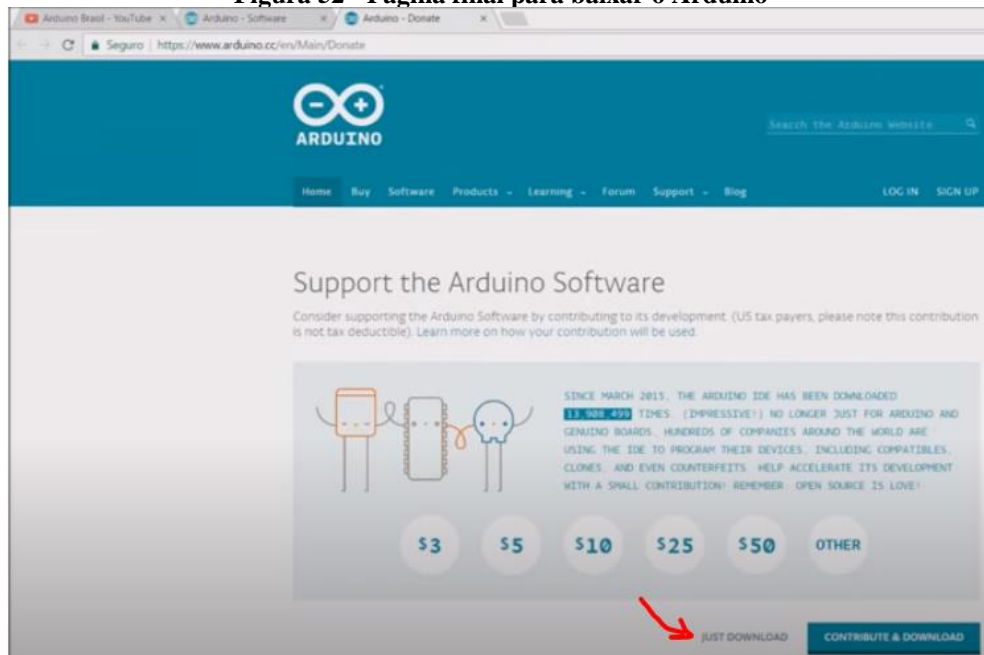 Figura 32 - Página final para baixar o Arduino
Arduino Brasil - YouTube
Arduino - Software
Arduino - Donate
Seguro
https://www.arduino.cc/en/Main/Donate
ARDUINO
Search the Arduino Website
Home Buy Software Products Learning Forum Support Blog LOG IN SIGN UP
Support the Arduino Software
Consider supporting the Arduino Software by contributing to its development. (US tax payers, please note this contribution
is not tax deductible). Learn more on how your contribution will be used.
SINCE MARCH 2015, THE ARDUINO IDE HAS BEEN DOWNLOADED
13,908,499 TIMES. (IMPRESSIVE!) NO LONGER JUST FOR ARDUINO AND
GENUINO BOARDS, HUNDREDS OF COMPANIES AROUND THE WORLD ARE
USING THE IDE TO PROGRAM THEIR DEVICES, INCLUDING COMPATIBLES,
CLONES, AND EVEN COUNTERFEITS. HELP ACCELERATE ITS DEVELOPMENT
WITH A SMALL CONTRIBUTION! REMEMBER: OPEN SOURCE IS LOVE!
$3 $5 $10 $25 $50 OTHER
JUST DOWNLOAD
CONTRIBUTE & DOWNLOAD